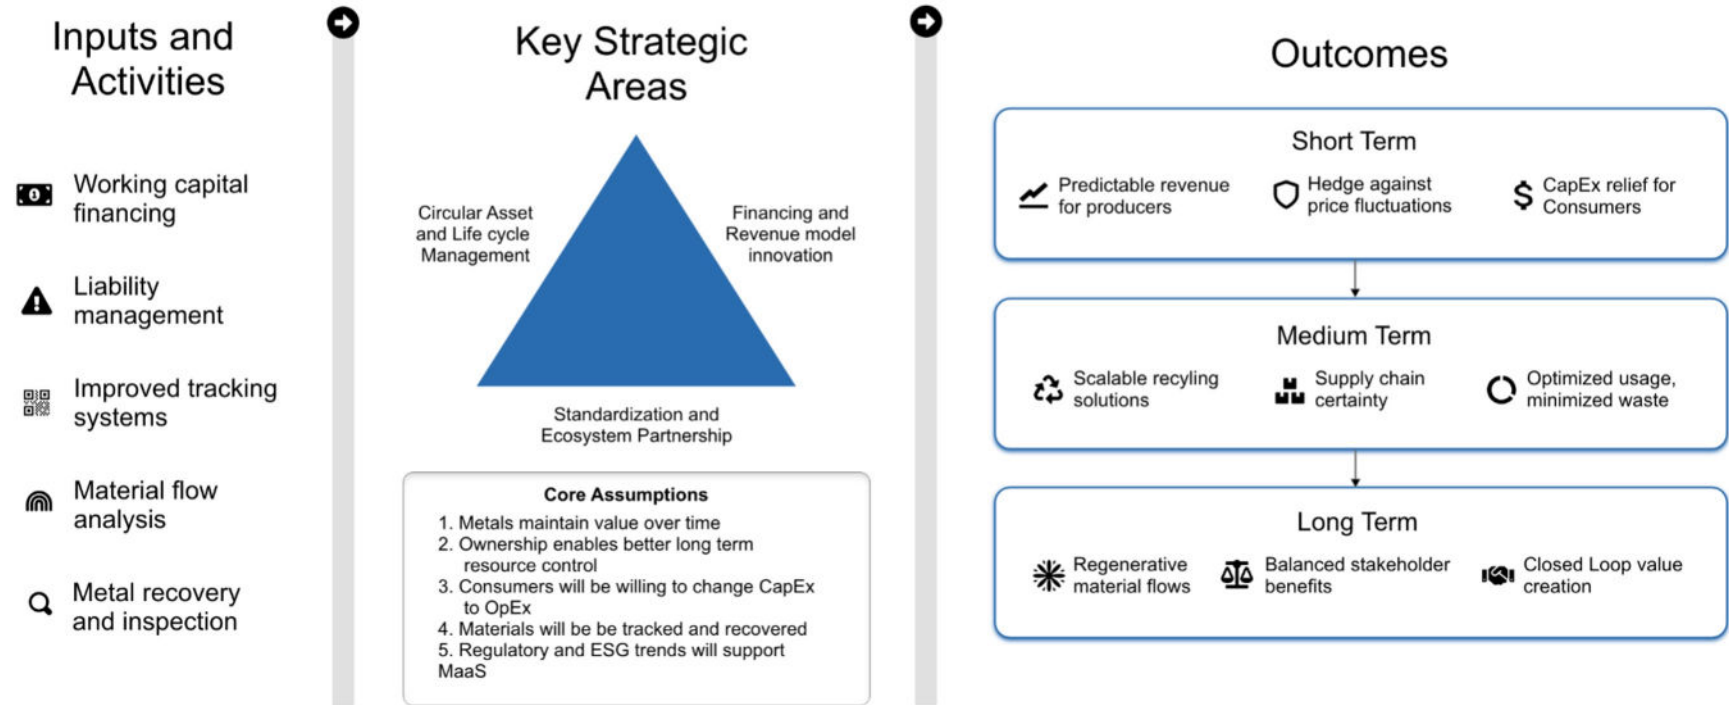 Inputs and
Activities
Working capital
financing
Liability
management
Improved tracking
systems
Material flow
analysis
Metal recovery
and inspection
Key Strategic
Areas
Circular Asset
and Life cycle
Management
Financing and
Revenue model
innovation
Standardization and
Ecosystem Partnership
Core Assumptions
1. Metals maintain value over time
2. Ownership enables better long term
resource control
3. Consumers will be willing to change CapEx
to OpEx
4. Materials will be be tracked and recovered
5. Regulatory and ESG trends will support
MaaS
Outcomes
Short Term
Predictable revenue
for producers
Hedge against
price fluctuations
CapEx relief for
Consumers
Medium Term
Scalable recyling
solutions
Supply chain
certainty
Optimized usage,
minimized waste
Long Term
Regenerative
material flows
Balanced stakeholder
benefits
Closed Loop value
creation